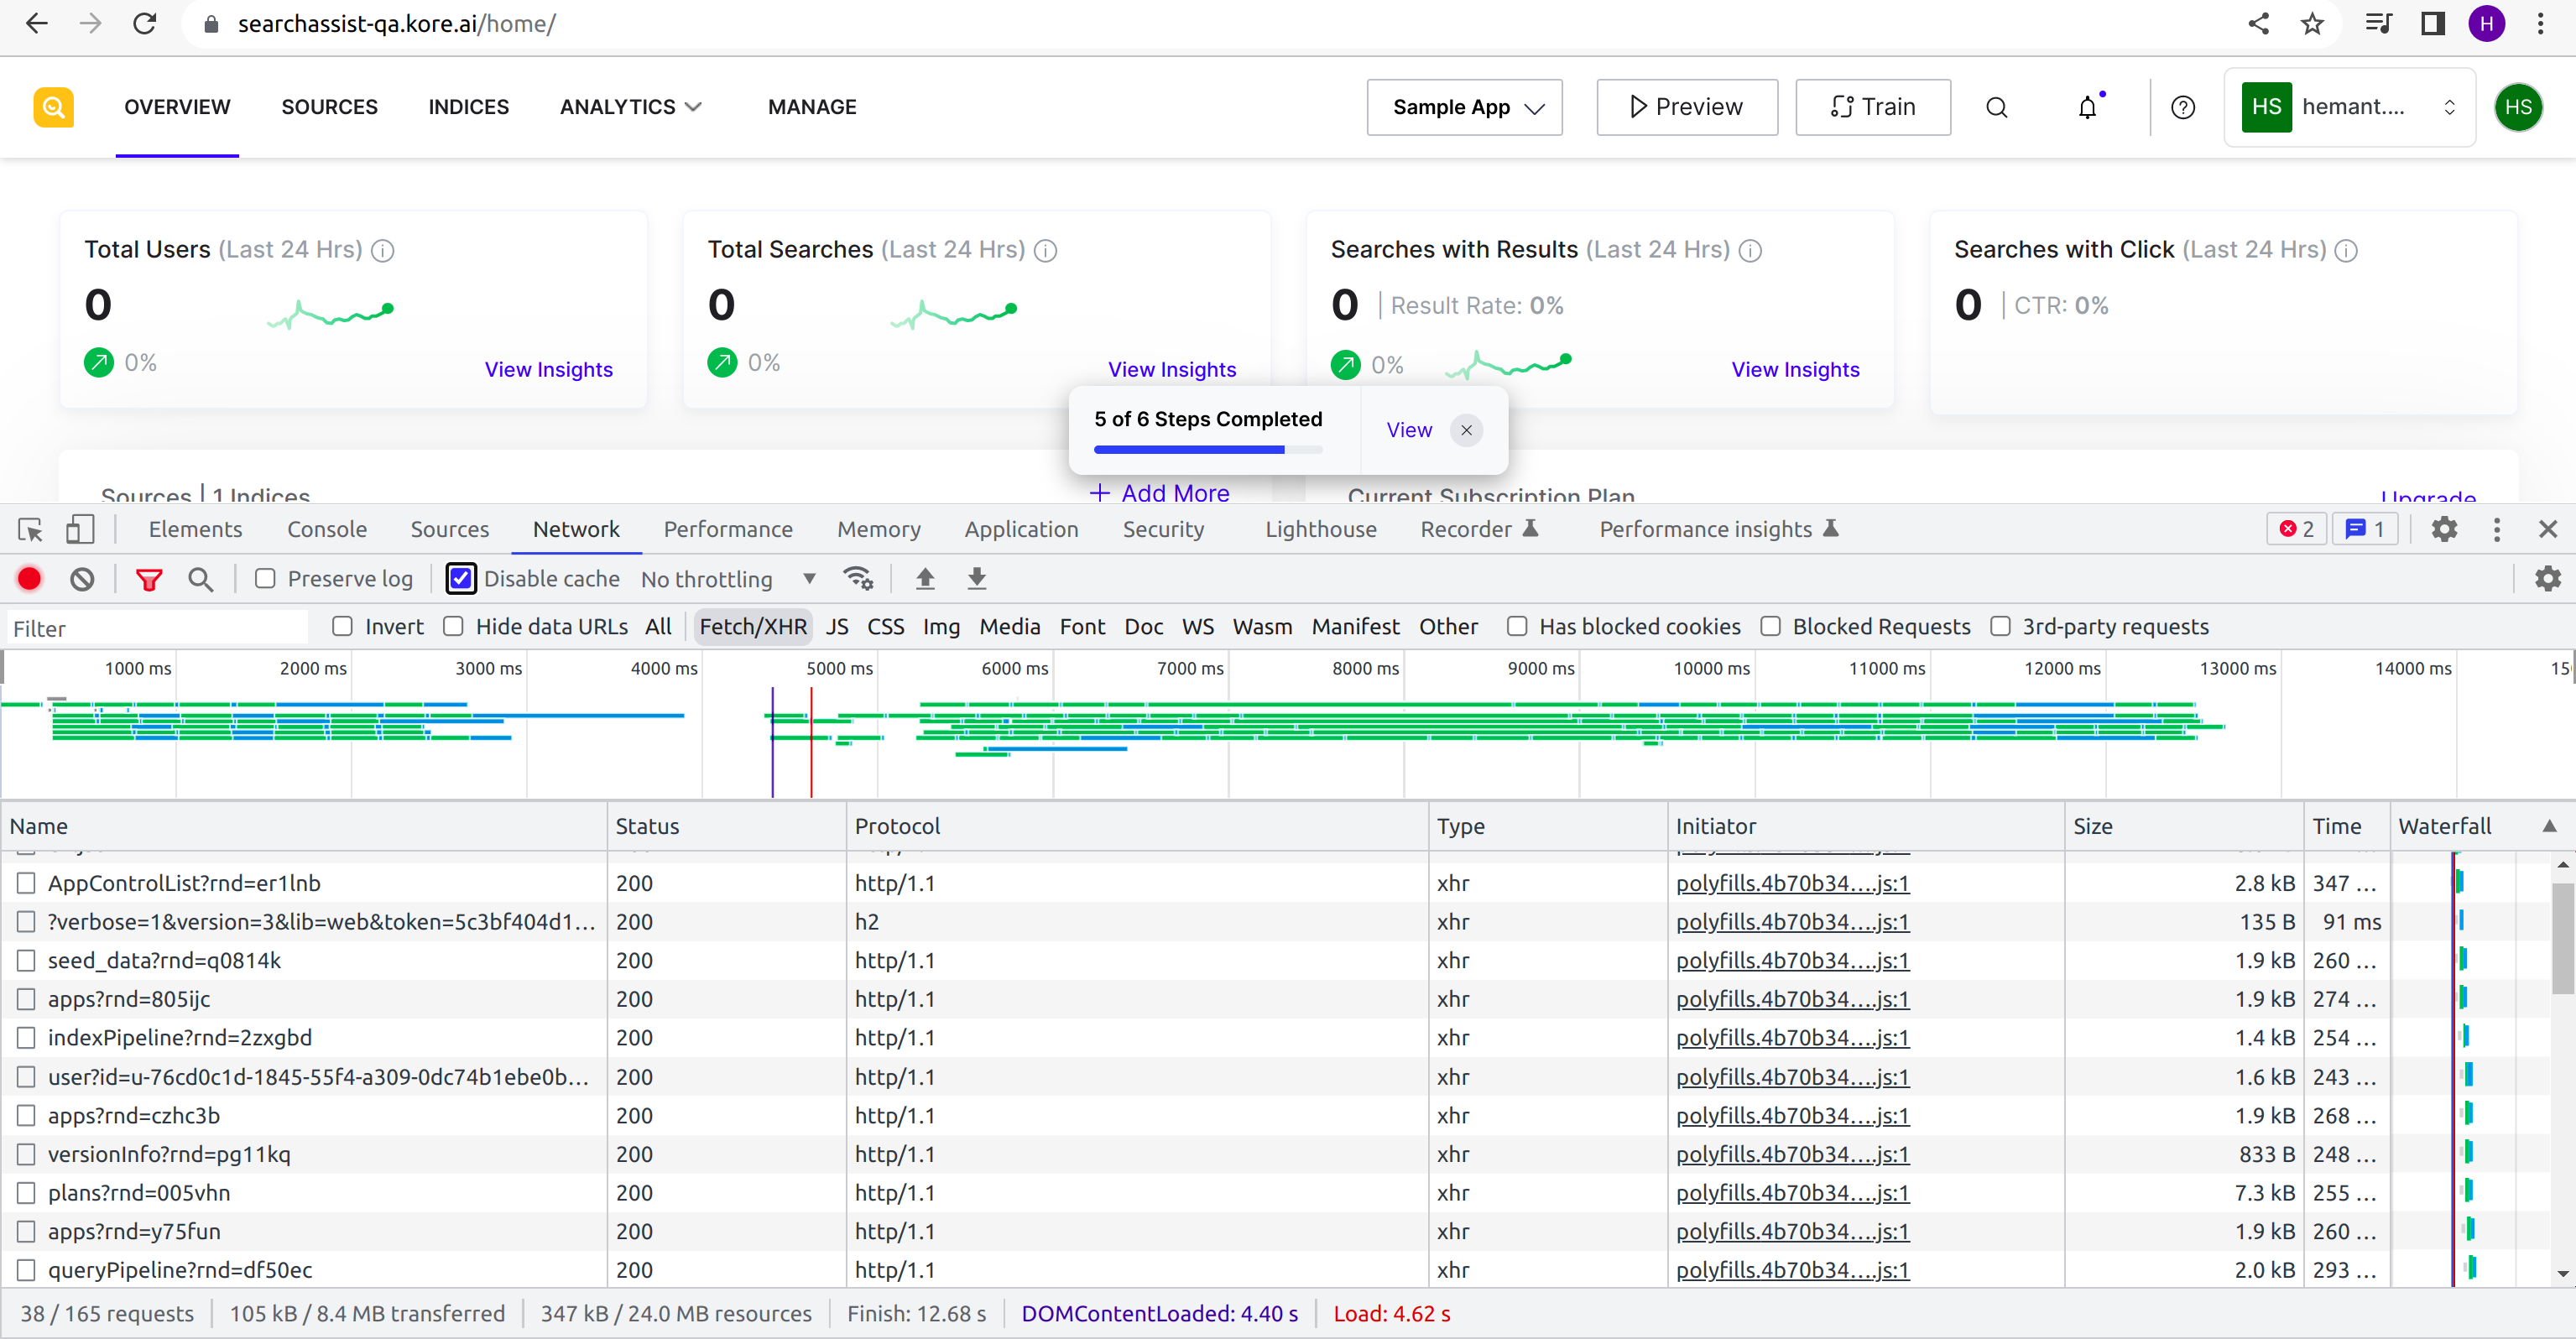 searchassist-qa.kore.ai/home/
H
OVERVIEW SOURCES INDICES ANALYTICS MANAGE Sample App Preview Train HS hemant.... HS
Total Users (Last 24 Hrs) Total Searches (Last 24 Hrs) Searches with Results (Last 24 Hrs) Searches with Click (Last 24 Hrs)
0 0 0 | Result Rate: 0% 0 | CTR: 0%
0% View Insights 0% View Insights 0% View Insights
5 of 6 Steps Completed View
Sources | 1 Indices + Add More Current Subscription Plan Upgrade
Elements Console Sources Network Performance Memory Application Security Lighthouse Recorder Performance insights 2 1
Preserve log Disable cache No throttling
Filter Invert Hide data URLs All Fetch/XHR JS CSS Img Media Font Doc WS Wasm Manifest Other Has blocked cookies Blocked Requests 3rd-party requests
1000 ms 2000 ms 3000 ms 4000 ms 5000 ms 6000 ms 7000 ms 8000 ms 9000 ms 10000 ms 11000 ms 12000 ms 13000 ms 14000 ms 15
Name Status Protocol Type Initiator Size Time Waterfall
AppControlList?rnd=er1lnb 200 http/1.1 xhr polyfills.4b70b34....js:1 2.8 kB 347 ...
?verbose=1&version=3&lib=web&token=5c3bf404d1... 200 h2 xhr polyfills.4b70b34....js:1 135 B 91 ms
seed_data?rnd=q0814k 200 http/1.1 xhr polyfills.4b70b34....js:1 1.9 kB 260 ...
apps?rnd=805ijc 200 http/1.1 xhr polyfills.4b70b34....js:1 1.9 kB 274 ...
indexPipeline?rnd=2zxgbd 200 http/1.1 xhr polyfills.4b70b34....js:1 1.4 kB 254 ...
user?id=u-76cd0c1d-1845-55f4-a309-0dc74b1ebe0b... 200 http/1.1 xhr polyfills.4b70b34....js:1 1.6 kB 243 ...
apps?rnd=czhc3b 200 http/1.1 xhr polyfills.4b70b34....js:1 1.9 kB 268 ...
versionInfo?rnd=pg11kq 200 http/1.1 xhr polyfills.4b70b34....js:1 833 B 248 ...
plans?rnd=005vhn 200 http/1.1 xhr polyfills.4b70b34....js:1 7.3 kB 255 ...
apps?rnd=y75fun 200 http/1.1 xhr polyfills.4b70b34....js:1 1.9 kB 260 ...
queryPipeline?rnd=df50ec 200 http/1.1 xhr polyfills.4b70b34....js:1 2.0 kB 293 ...
38 / 165 requests 105 kB / 8.4 MB transferred 347 kB / 24.0 MB resources Finish: 12.68 s DOMContentLoaded: 4.40 s Load: 4.62 s